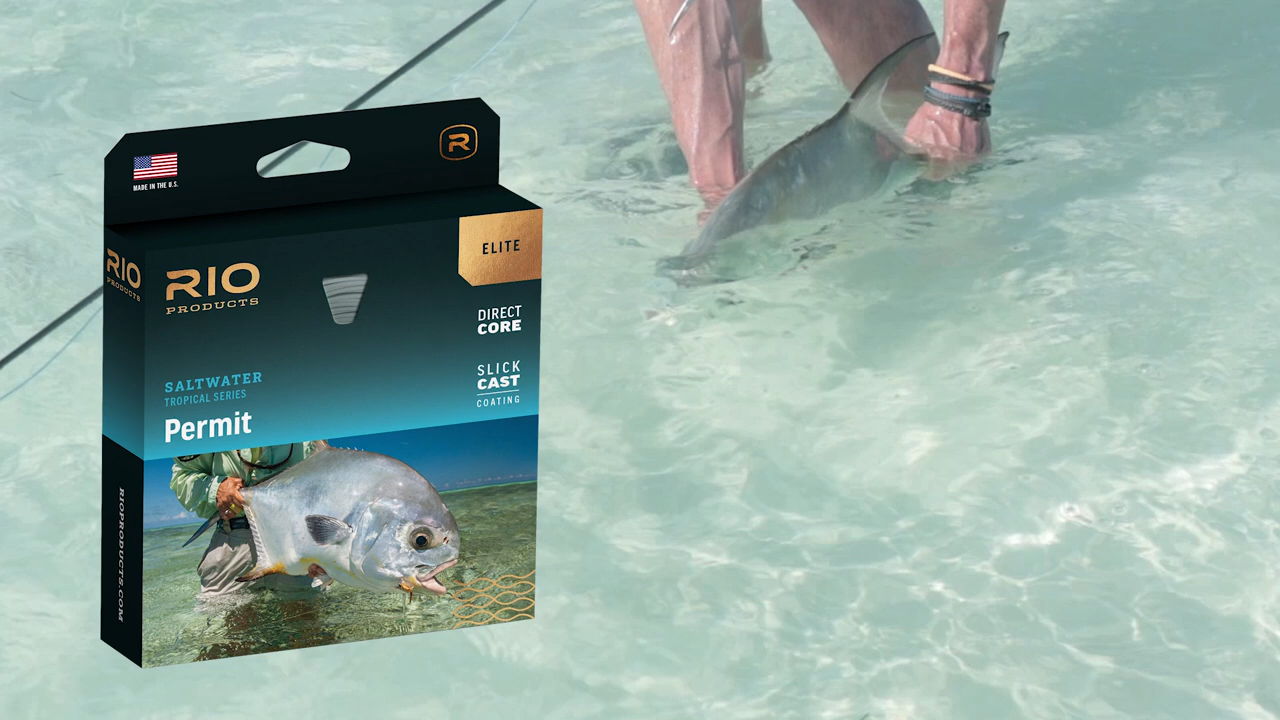 MADE IN THE U.S.
R
ELITE
RIO
PRODUCTS
RIO
PRODUCTS
DIRECT
CORE
SLICK
CAST
COATING
SALTWATER
TROPICAL SERIES
Permit
RIOPRODUCTS.COM